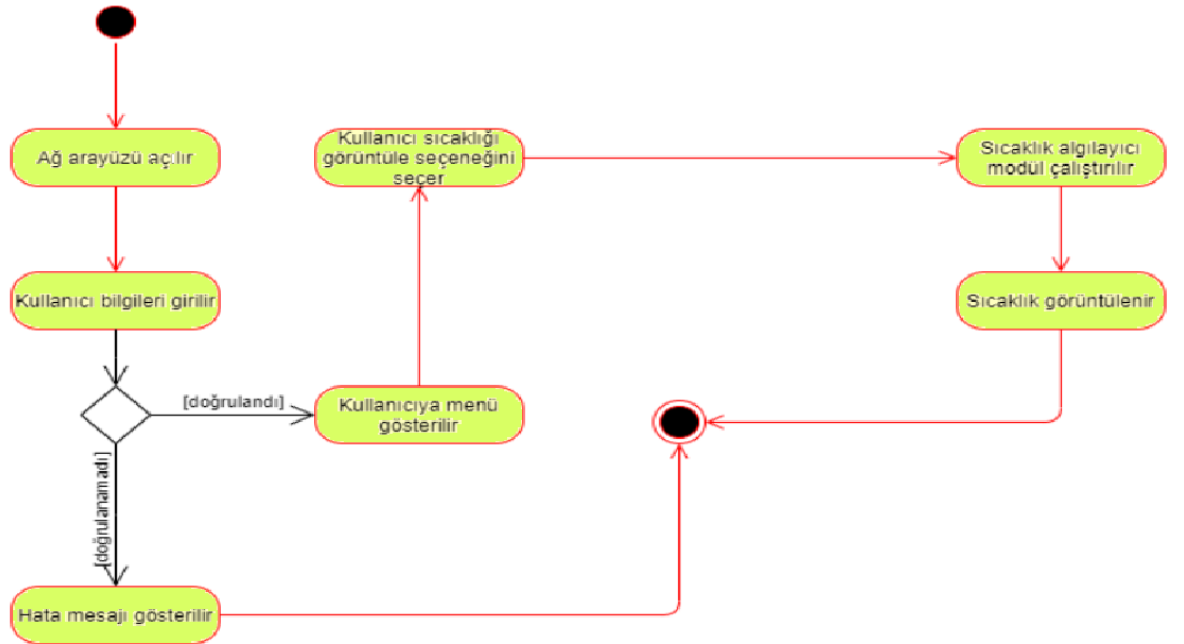 Ağ arayüzü açılır
Kullanıcı sıcaklığı
görüntüle seçeneğini
seçer
Sıcaklık algılayıcı
modül çalıştırılır
Kullanıcı bilgileri girilir
Sıcaklık görüntülenir
[doğrulandı]
Kullanıcıya menü
gösterilir
[doğrulanamadı]
Hata mesajı gösterilir